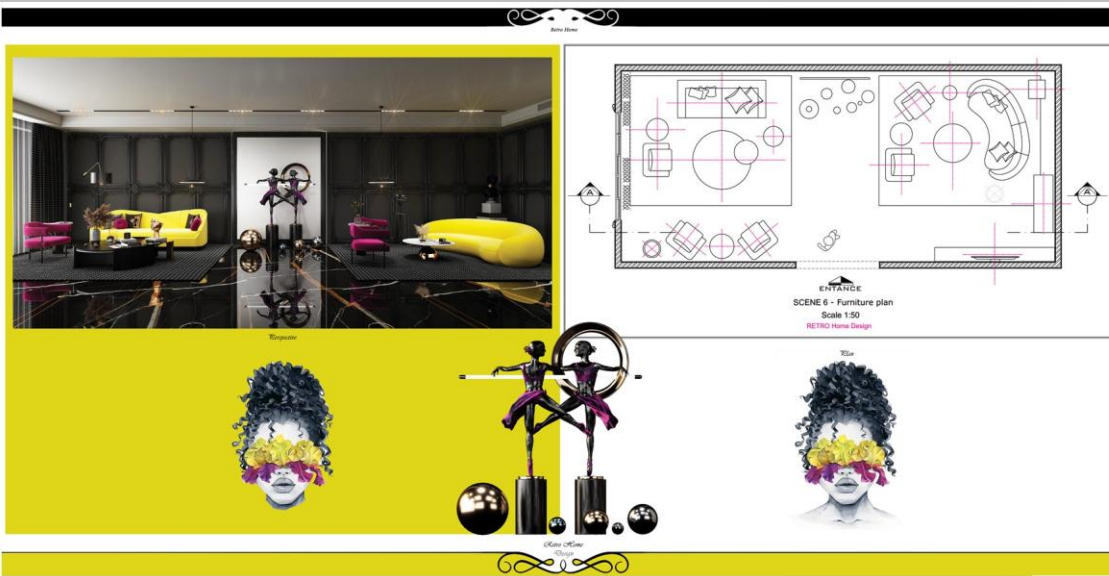 Retro Home
A
A
ENTANCE
SCENE 6 - Furniture plan
Scale 1:50
RETRO Home Design
Perspective
Plan
Retro Home
Design